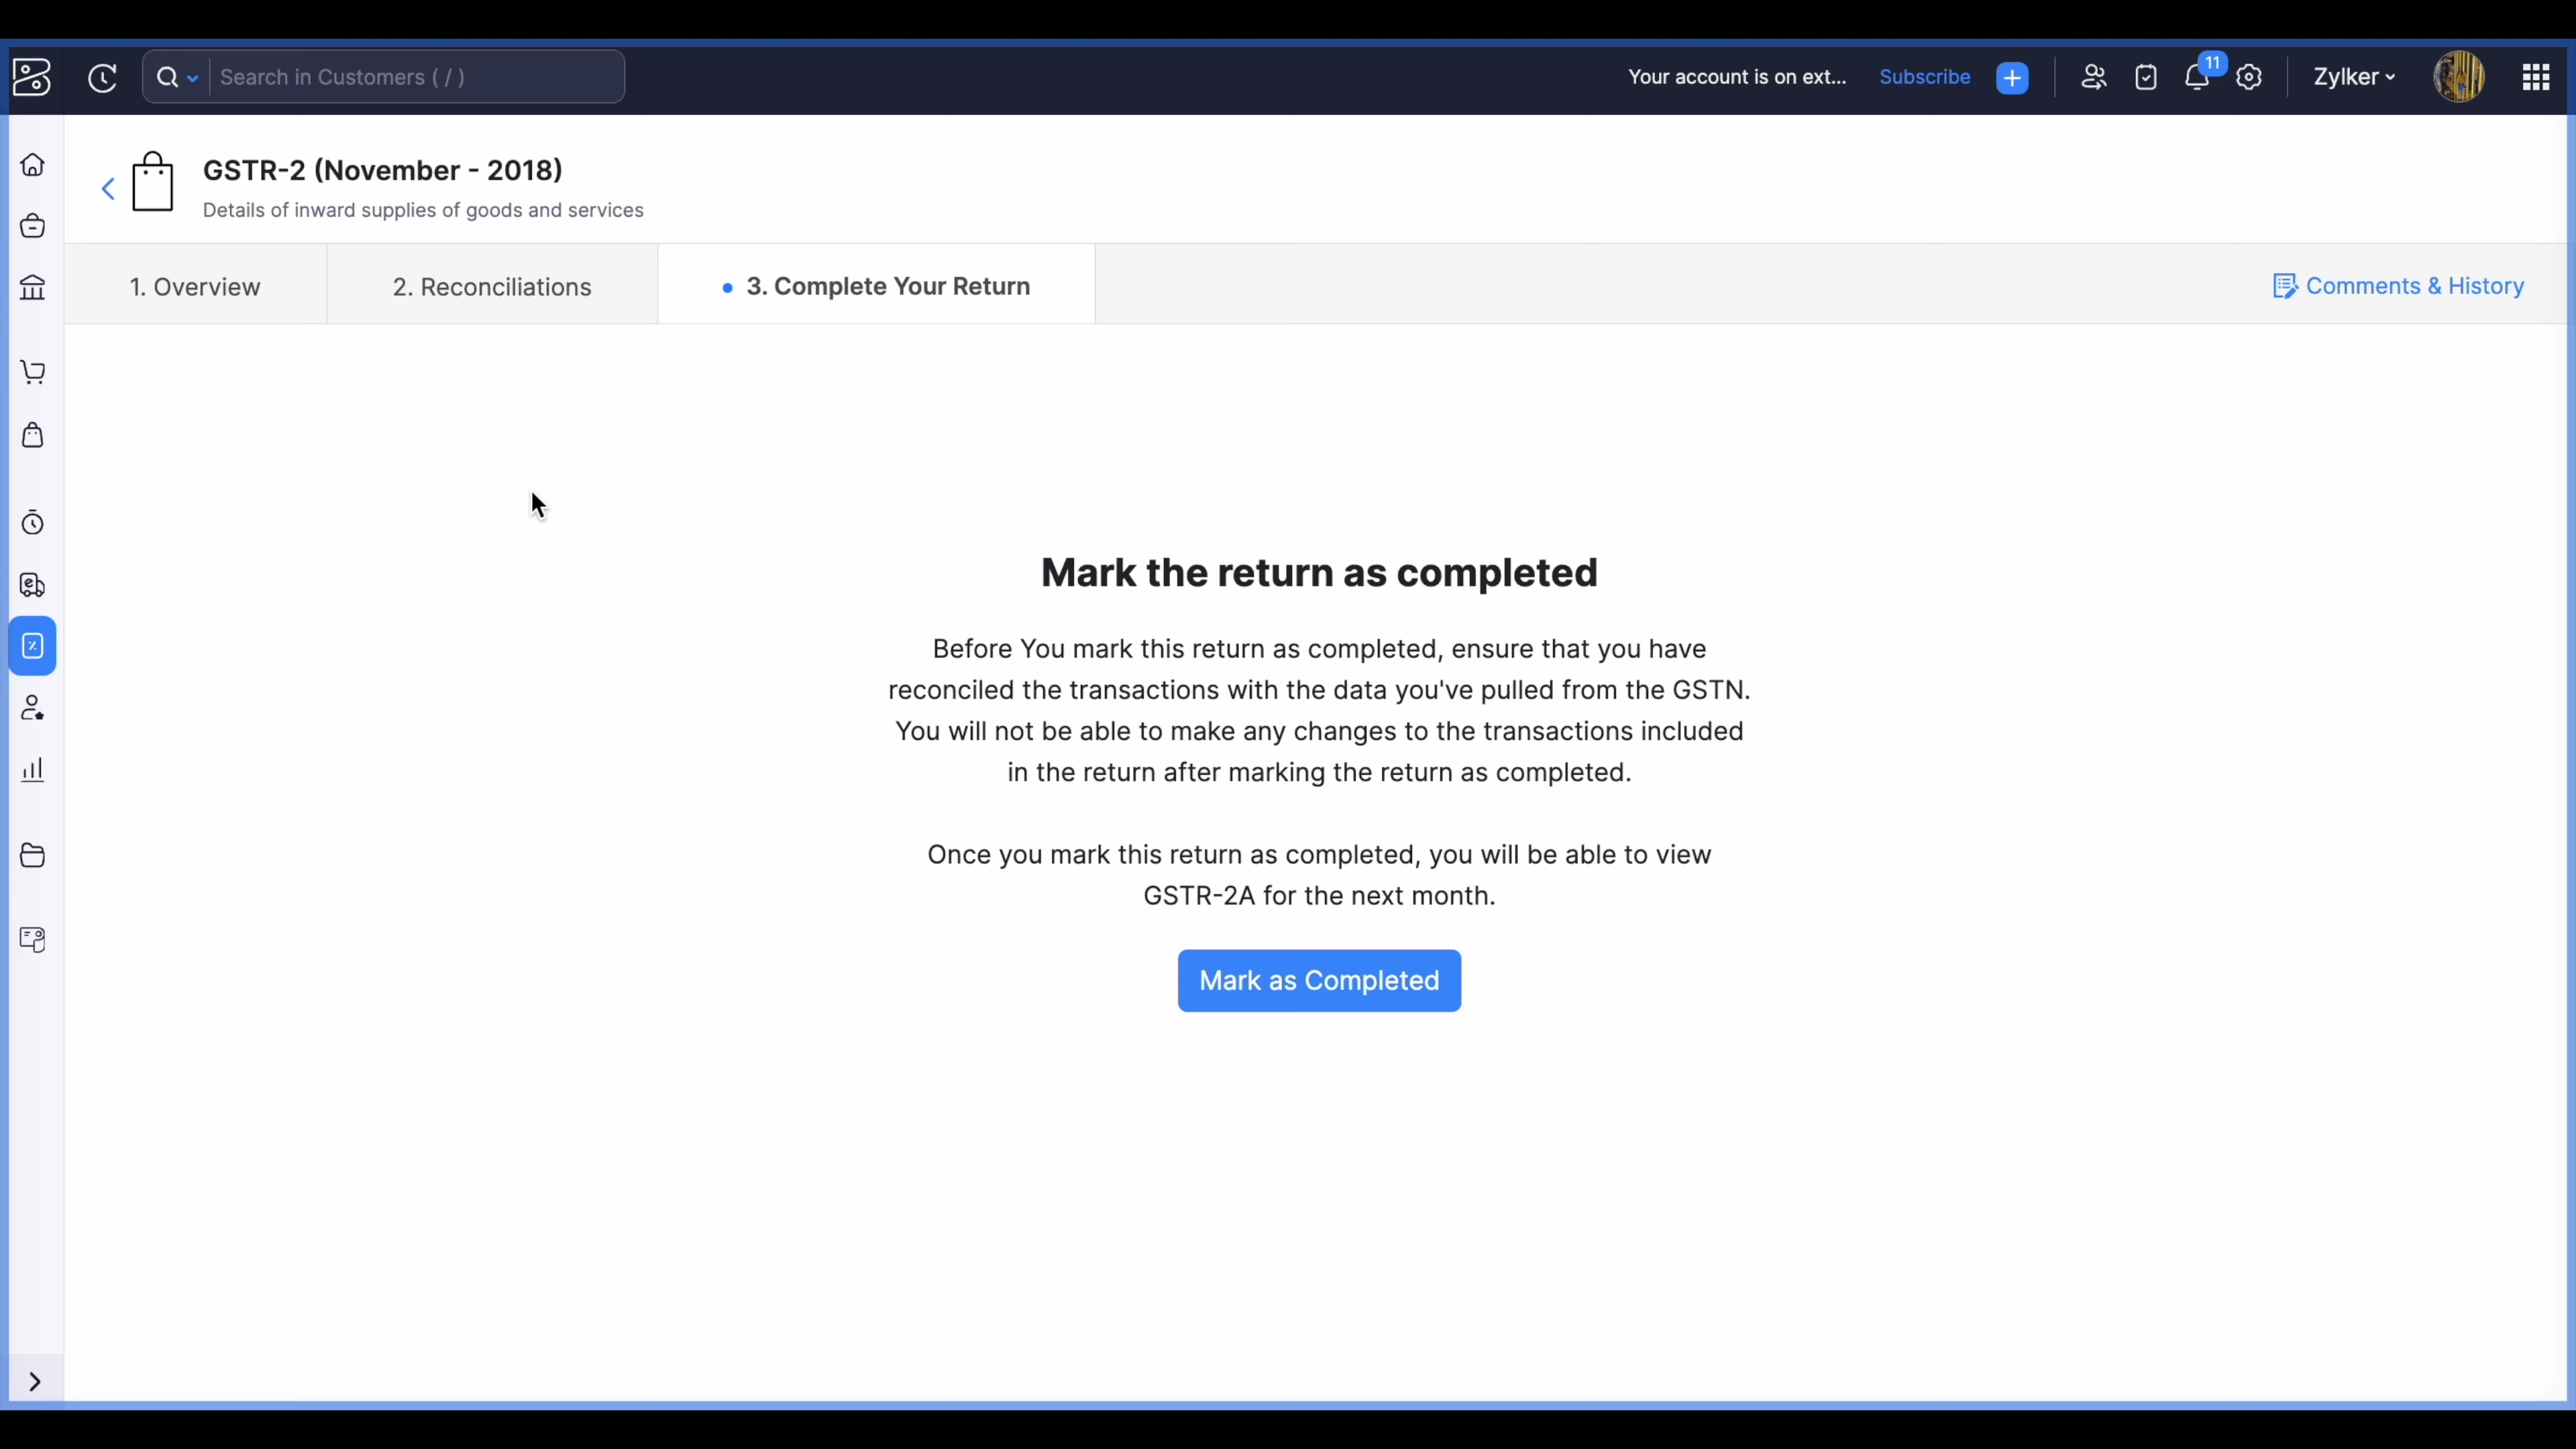 Search in Customers ( / )
Your account is on ext...
Subscribe
11
Zylker
GSTR-2 (November - 2018)
Details of inward supplies of goods and services
1. Overview
2. Reconciliations
3. Complete Your Return
Comments & History
Mark the return as completed
Before You mark this return as completed, ensure that you have
reconciled the transactions with the data you've pulled from the GSTN.
You will not be able to make any changes to the transactions included
in the return after marking the return as completed.
Once you mark this return as completed, you will be able to view
GSTR-2A for the next month.
Mark as Completed